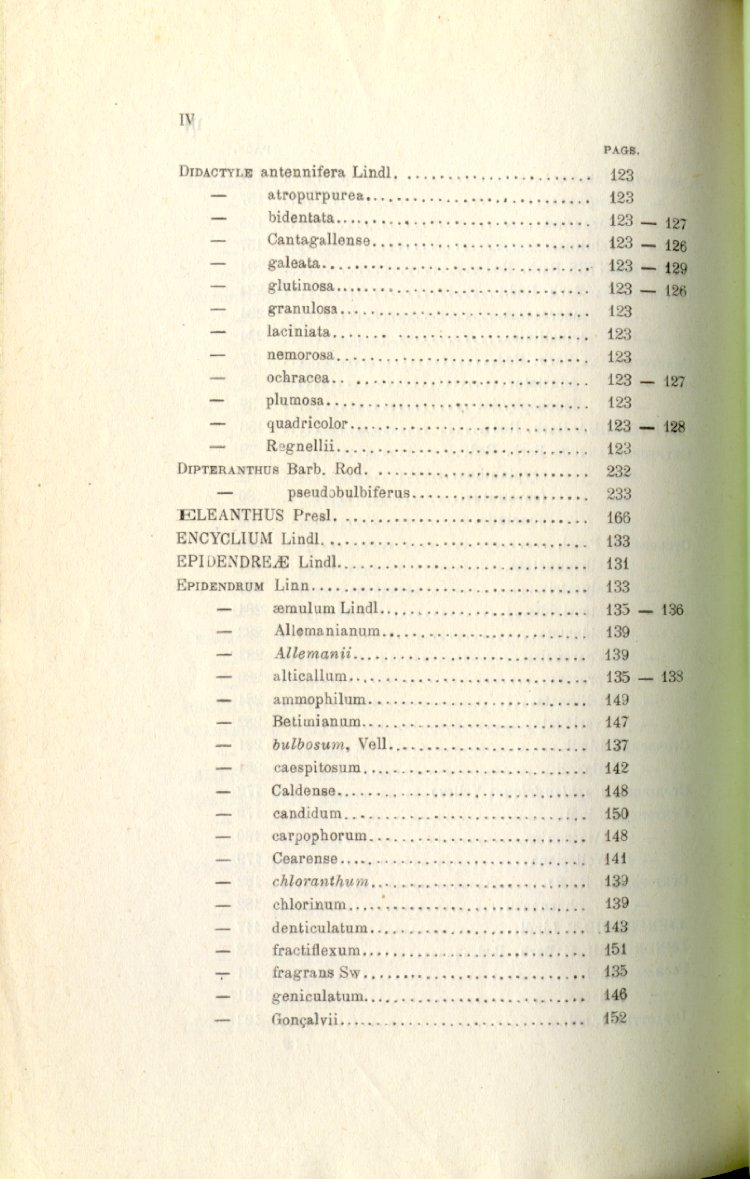 IV
PAGS.
DIDACTYLE antennifera Lindl. ........................ 123
— atropurpurea............................ 123
— bidentata................................ 123 — 127
— Cantagallense........................... 123 — 126
— galeata.................................. 123 — 129
— glutinosa................................ 123 — 126
— granulosa............................... 123
— laciniata....... ........................ 123
— nemorosa................................ 123
— ochracea.. ............................. 123 — 127
— plumosa................................. 123
— quadricolor.............................. 123 — 128
— Regnellii................................ 123
DIPTERANTHUS Barb. Rod. ........................... 232
— pseudobulbiferus...................... 233
ELEANTHUS Presl. ............................... 166
ENCYCLIUM Lindl................................. 133
EPIDENDREÆ Lindl............................... 131
EPIDENDRUM Linn................................... 133
— æmulum Lindl.......................... 135 — 136
— Allemanianum.......................... 139
— Allemanii.............................. 139
— alticallum.............................. 135 — 138
— ammophilum............................ 149
— Betimianum............................. 147
— bulbosum, Vell......................... 137
— caespitosum............................ 142
— Caldense................................ 148
— candidum............................... 150
— carpophorum............................ 148
— Cearense............................... 141
— chloranthum........................... 139
— chlorinum.............................. 139
— denticulatum........................... 143
— fractiflexum............................ 151
— fragrans Sw............................ 135
— geniculatum............................ 146
— Gonçalvii............................... 152